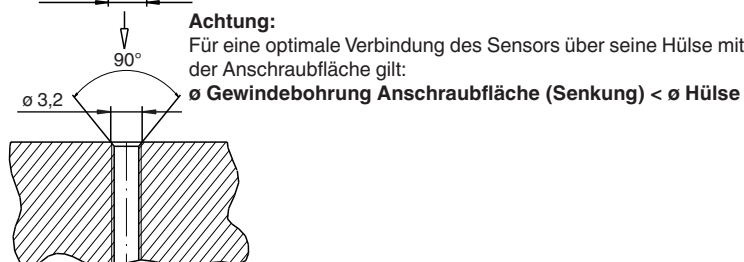 Achtung:
Für eine optimale Verbindung des Sensors über seine Hülse mit
der Anschraubfläche gilt:
ø Gewindebohrung Anschraubfläche (Senkung) < ø Hülse
90°
ø 3,2